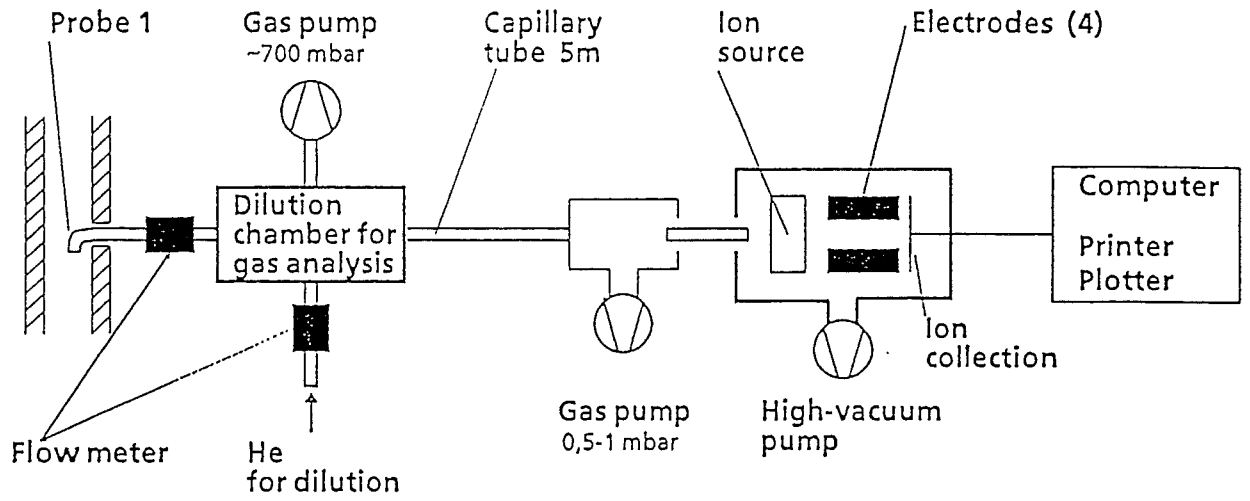 Probe 1
Gas pump
~700 mbar
Capillary
tube 5m
Ion
source
Electrodes (4)
Dilution
chamber for
gas analysis
Computer
Printer
Plotter
Ion
collection
Flow meter
He
for dilution
Gas pump
0,5-1 mbar
High-vacuum
pump